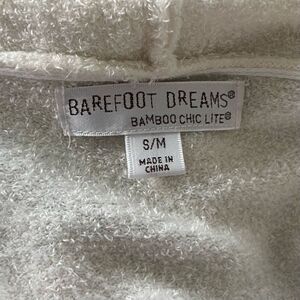 BAREFOOT DREAMS®
BAMBOO CHIC LITE®
S/M
MADE IN
CHINA